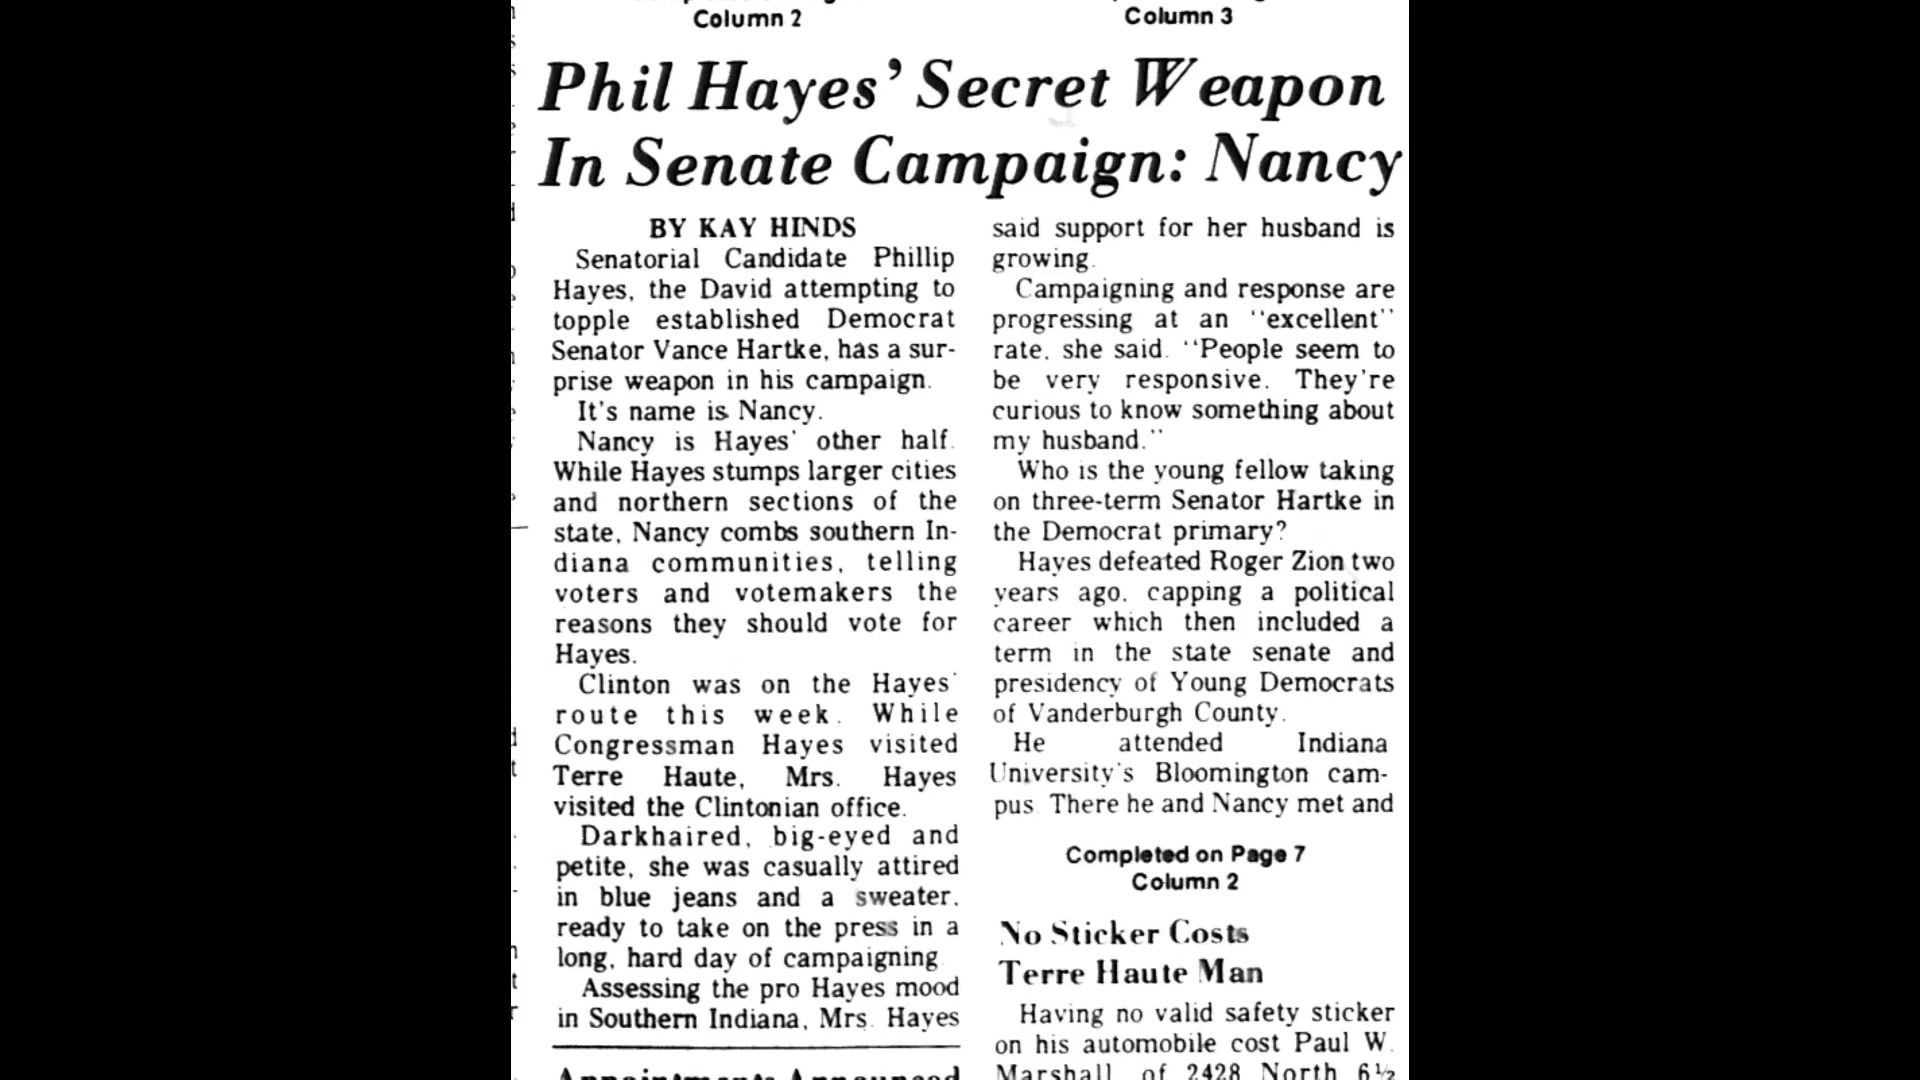 Column 2
Column 3
Phil Hayes' Secret Weapon
In Senate Campaign: Nancy
BY KAY HINDS
Senatorial Candidate Phillip
Hayes, the David attempting to
topple established Democrat
Senator Vance Hartke, has a sur-
prise weapon in his campaign.
It's name is Nancy.
Nancy is Hayes' other half.
While Hayes stumps larger cities
and northern sections of the
state, Nancy combs southern In-
diana communities, telling
voters and votemakers the
reasons they should vote for
Hayes.
Clinton was on the Hayes'
route this week. While
Congressman Hayes visited
Terre Haute, Mrs. Hayes
visited the Clintonian office.
Darkhaired, big-eyed and
petite, she was casually attired
in blue jeans and a sweater,
ready to take on the press in a
long, hard day of campaigning.
Assessing the pro Hayes mood
in Southern Indiana, Mrs. Hayes
Appointments Announced
said support for her husband is
growing.
Campaigning and response are
progressing at an "excellent"
rate, she said. "People seem to
be very responsive. They're
curious to know something about
my husband."
Who is the young fellow taking
on three-term Senator Hartke in
the Democrat primary?
Hayes defeated Roger Zion two
years ago, capping a political
career which then included a
term in the state senate and
presidency of Young Democrats
of Vanderburgh County.
He attended Indiana
University's Bloomington cam-
pus. There he and Nancy met and
Completed on Page 7
Column 2
No Sticker Costs
Terre Haute Man
Having no valid safety sticker
on his automobile cost Paul W.
Marshall, of 2428 North 6½